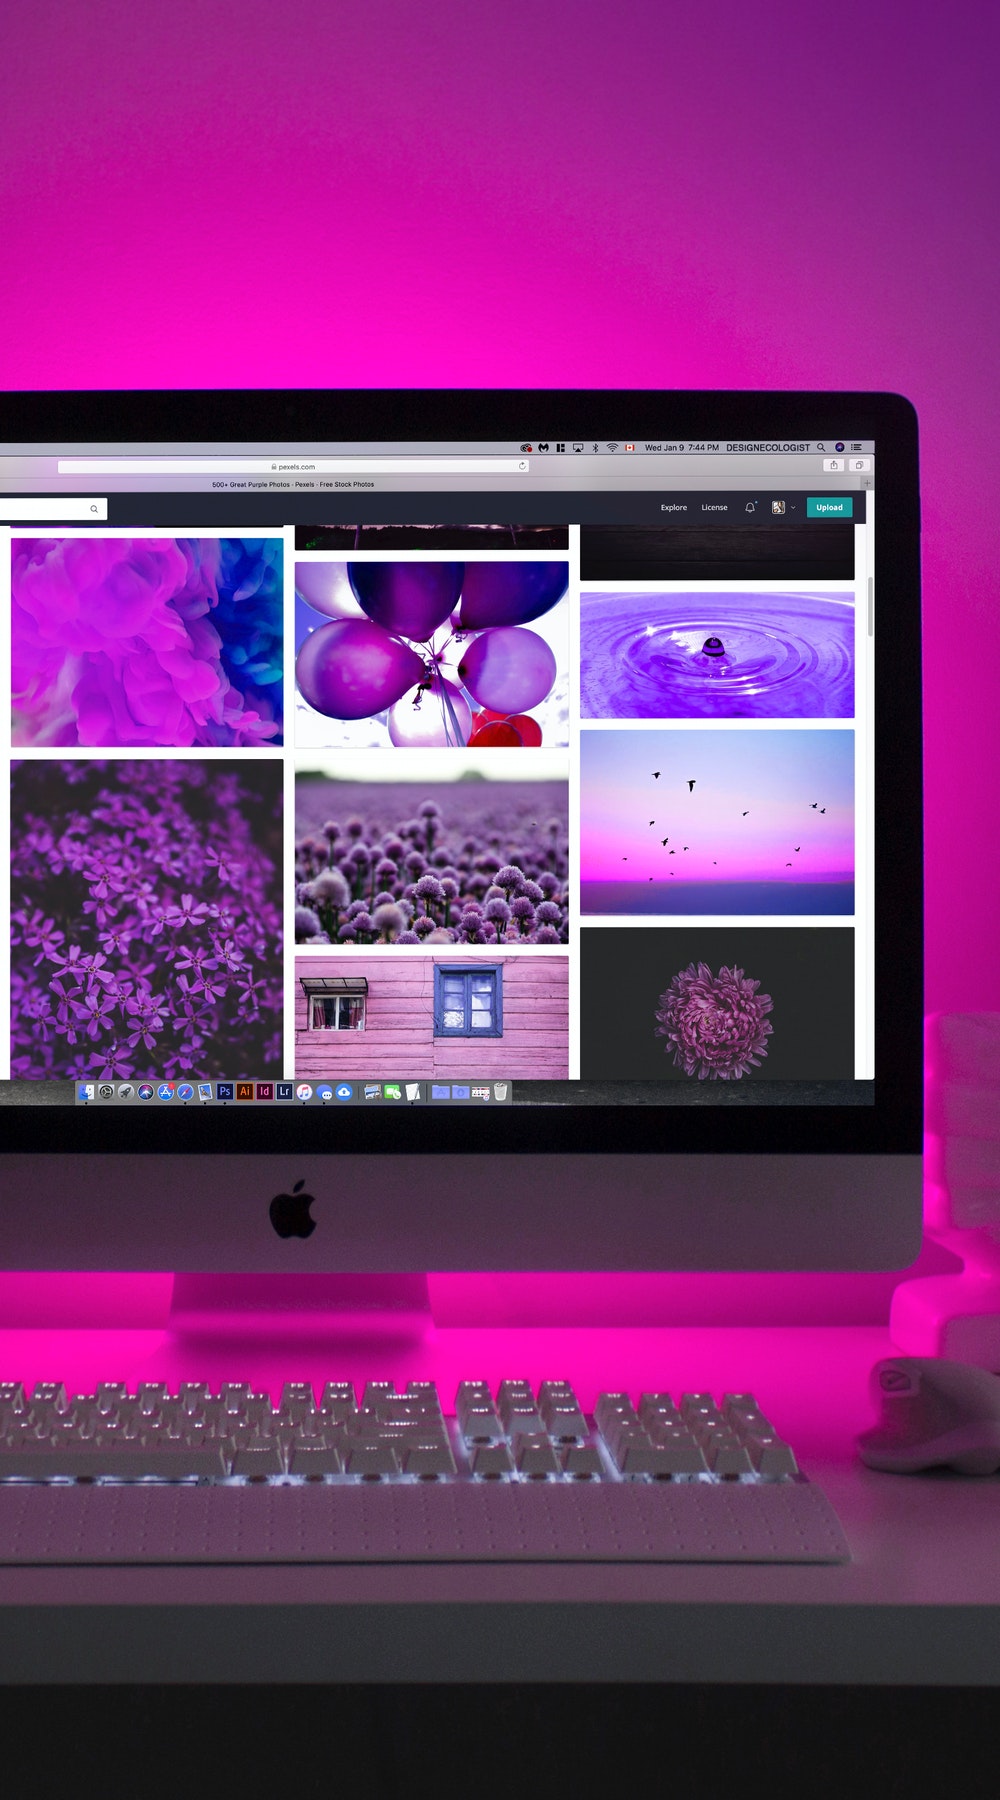 Wed Jan 9 7:44 PM DESIGNECOLOGIST
pexels.com
500+ Great Purple Photos - Pexels - Free Stock Photos
Explore License Upload
Ps Ai Id Lr